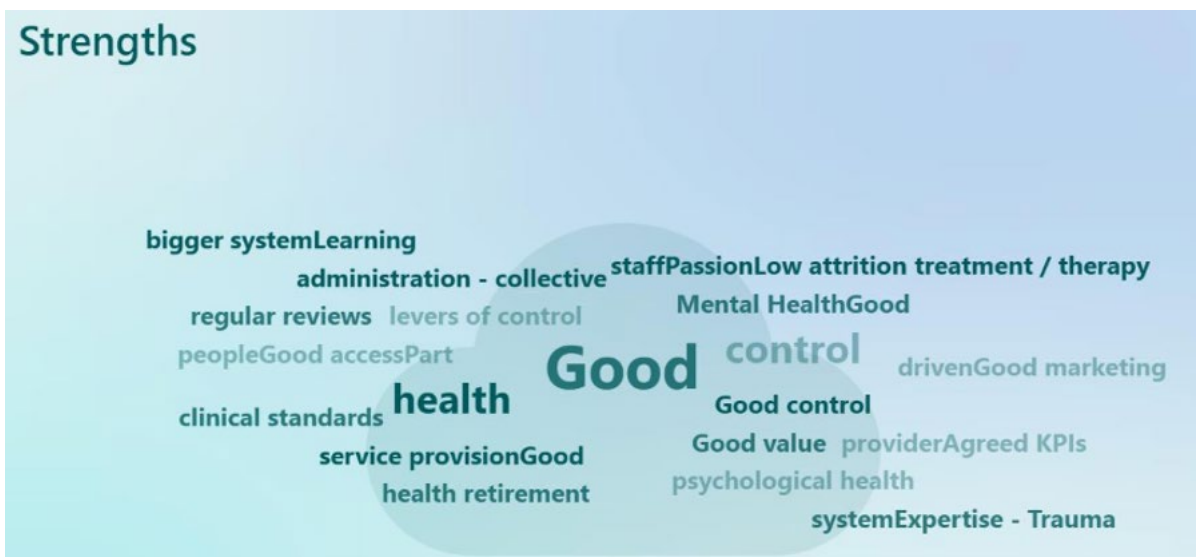 Strengths
bigger systemLearning
administration - collective
staffPassionLow attrition treatment / therapy
regular reviews
levers of control
Mental HealthGood
peopleGood accessPart
Good
control
drivenGood marketing
health
clinical standards
Good control
service provisionGood
Good value
providerAgreed KPIs
health retirement
psychological health
systemExpertise - Trauma